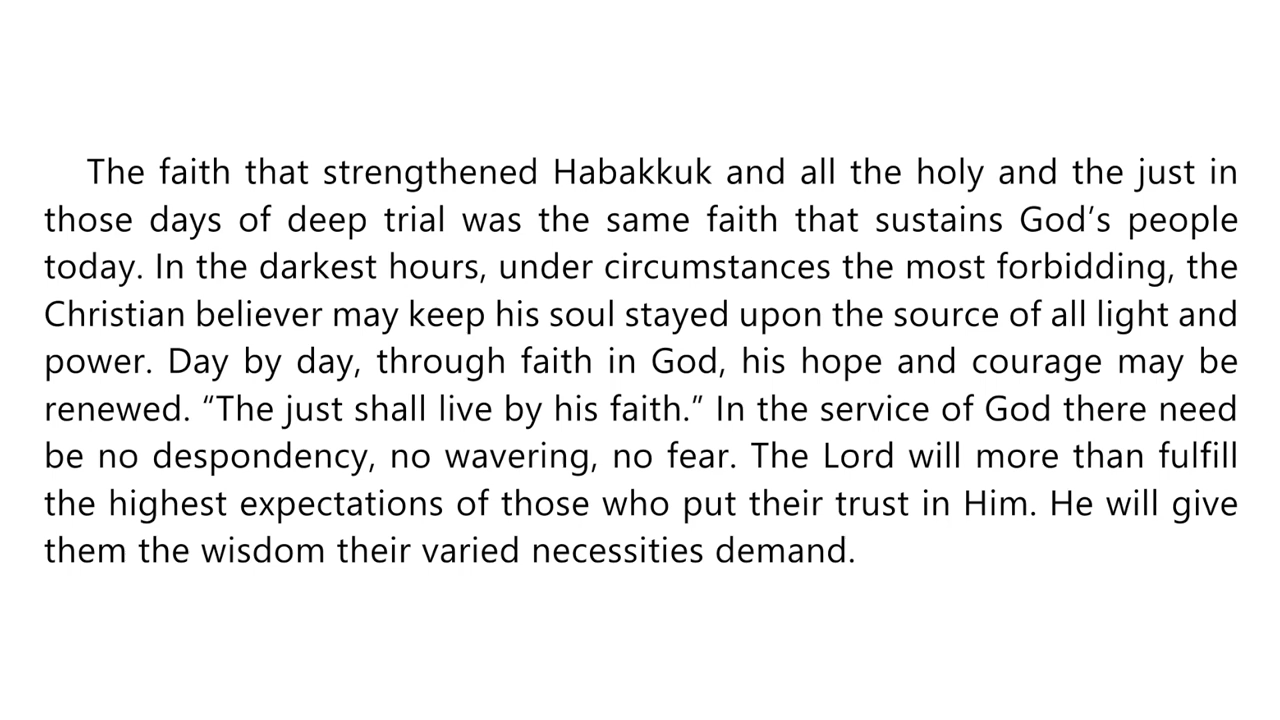 The faith that strengthened Habakkuk and all the holy and the just in
those days of deep trial was the same faith that sustains God’s people
today. In the darkest hours, under circumstances the most forbidding, the
Christian believer may keep his soul stayed upon the source of all light and
power. Day by day, through faith in God, his hope and courage may be
renewed. “The just shall live by his faith.” In the service of God there need
be no despondency, no wavering, no fear. The Lord will more than fulfill
the highest expectations of those who put their trust in Him. He will give
them the wisdom their varied necessities demand.